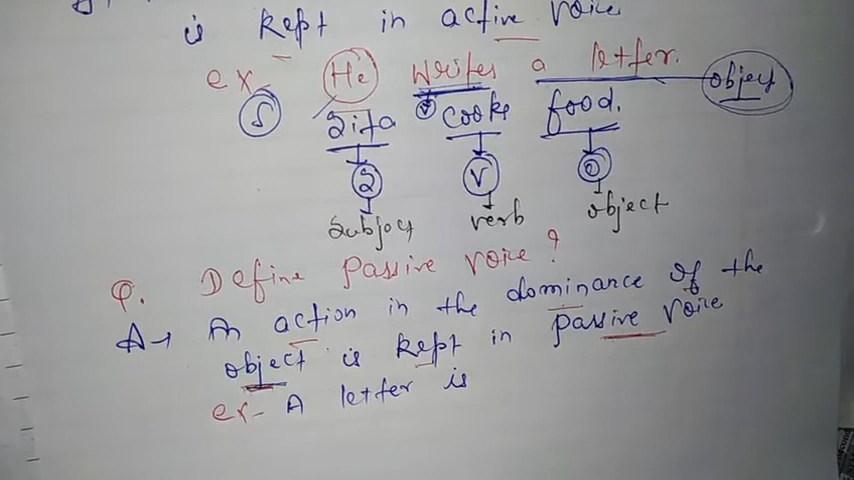 is kept in active voice
ex- He writes a letter. object
S Sita V cooks food.
S V O
Subject verb object
Q. Define passive voice?
A→ An action in the dominance of the
object is kept in passive voice
ex- A letter is